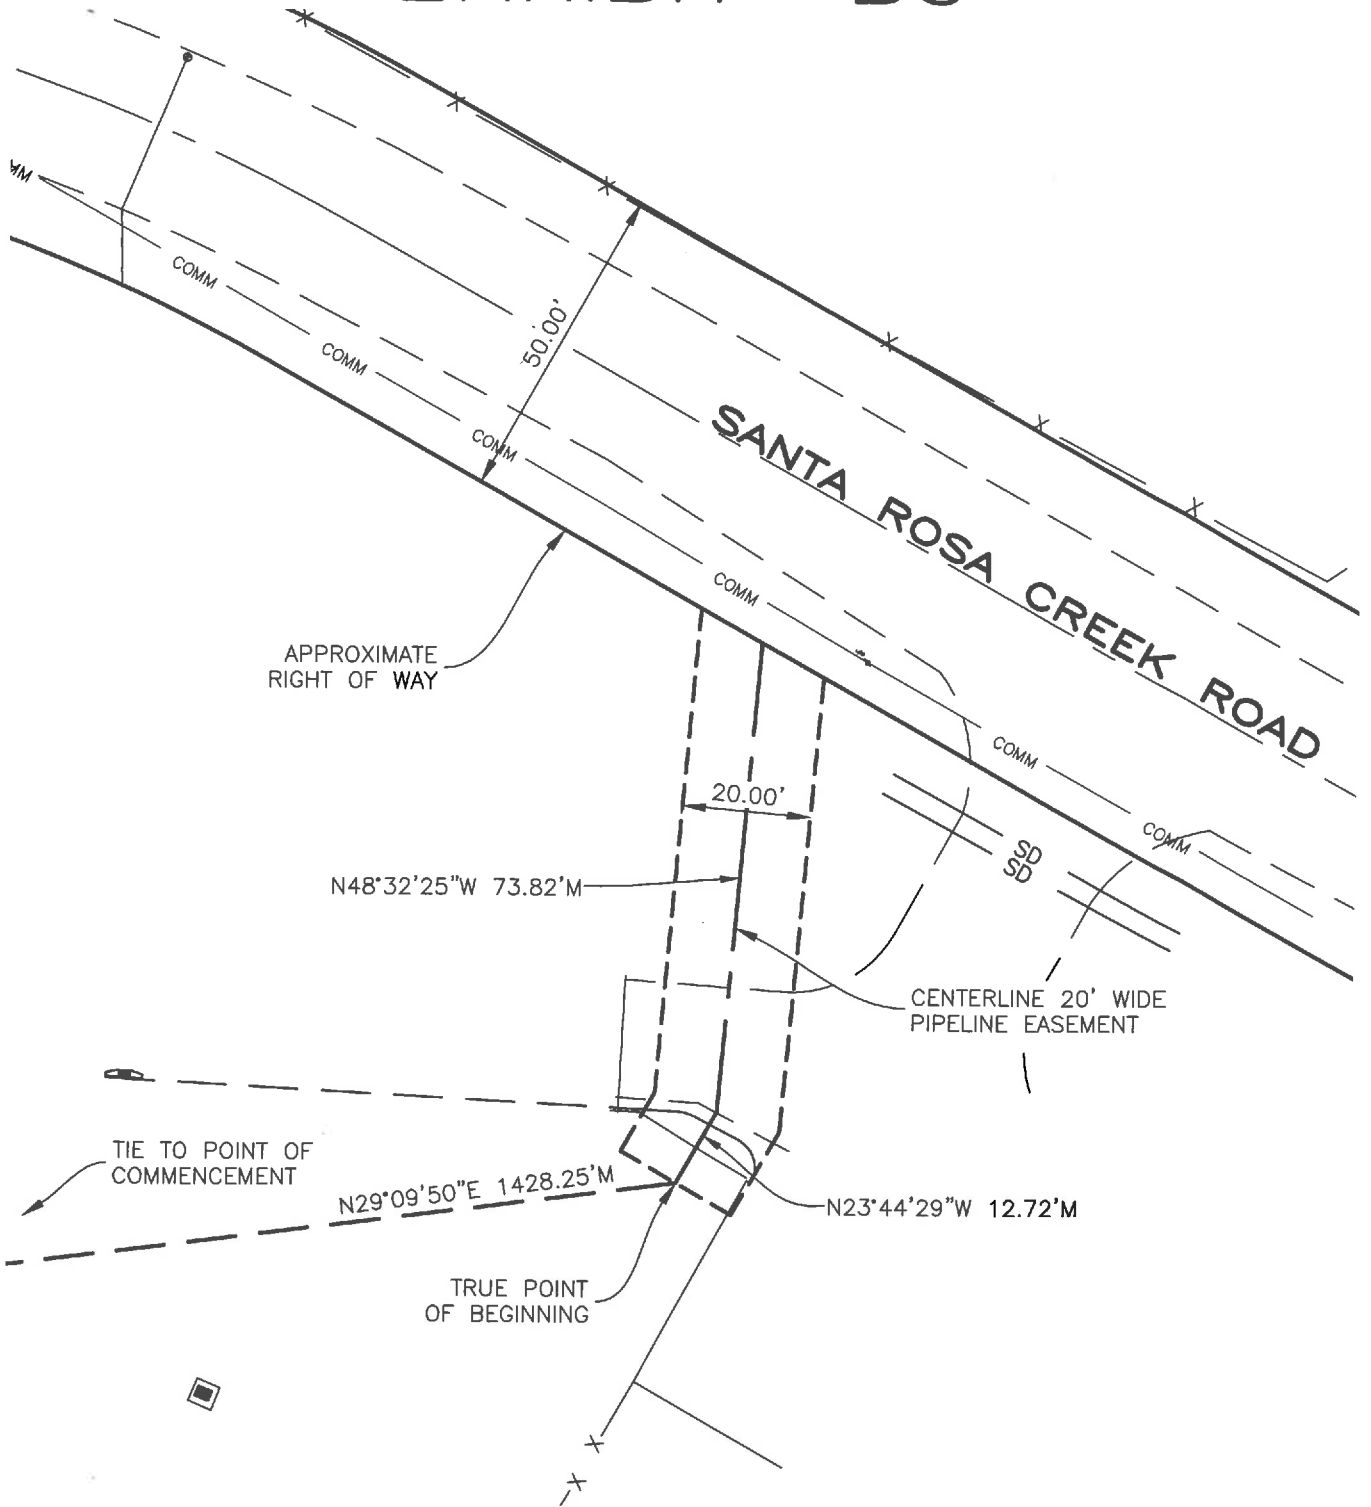 WA
COMM
COMM
COMM
50.00'
SANTA ROSA CREEK ROAD
COMM
APPROXIMATE
RIGHT OF WAY
COMM
COMM
20.00'
SD
SD
N48°32'25"W 73.82'M
CENTERLINE 20' WIDE
PIPELINE EASEMENT
TIE TO POINT OF
COMMENCEMENT
N29°09'50"E 1428.25'M
N23°44'29"W 12.72'M
TRUE POINT
OF BEGINNING